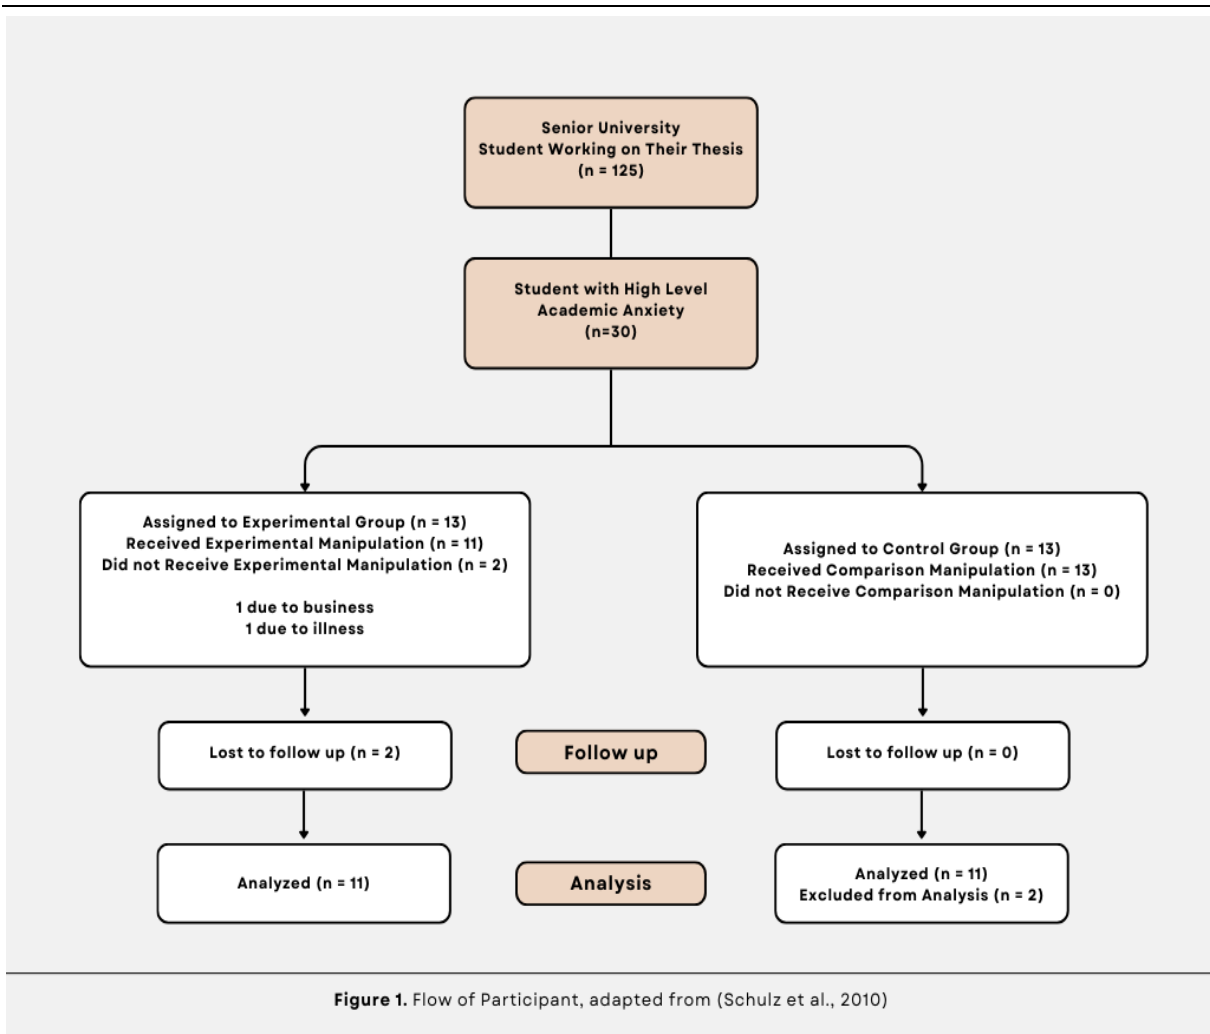 Senior University
Student Working on Their Thesis
(n = 125)
Student with High Level
Academic Anxiety
(n=30)
Assigned to Experimental Group (n = 13)
Received Experimental Manipulation (n = 11)
Did not Receive Experimental Manipulation (n = 2)
1 due to business
1 due to illness
Assigned to Control Group (n = 13)
Received Comparison Manipulation (n = 13)
Did not Receive Comparison Manipulation (n = 0)
Lost to follow up (n = 2)
Follow up
Lost to follow up (n = 0)
Analyzed (n = 11)
Analysis
Analyzed (n = 11)
Excluded from Analysis (n = 2)
Figure 1. Flow of Participant, adapted from (Schulz et al., 2010)